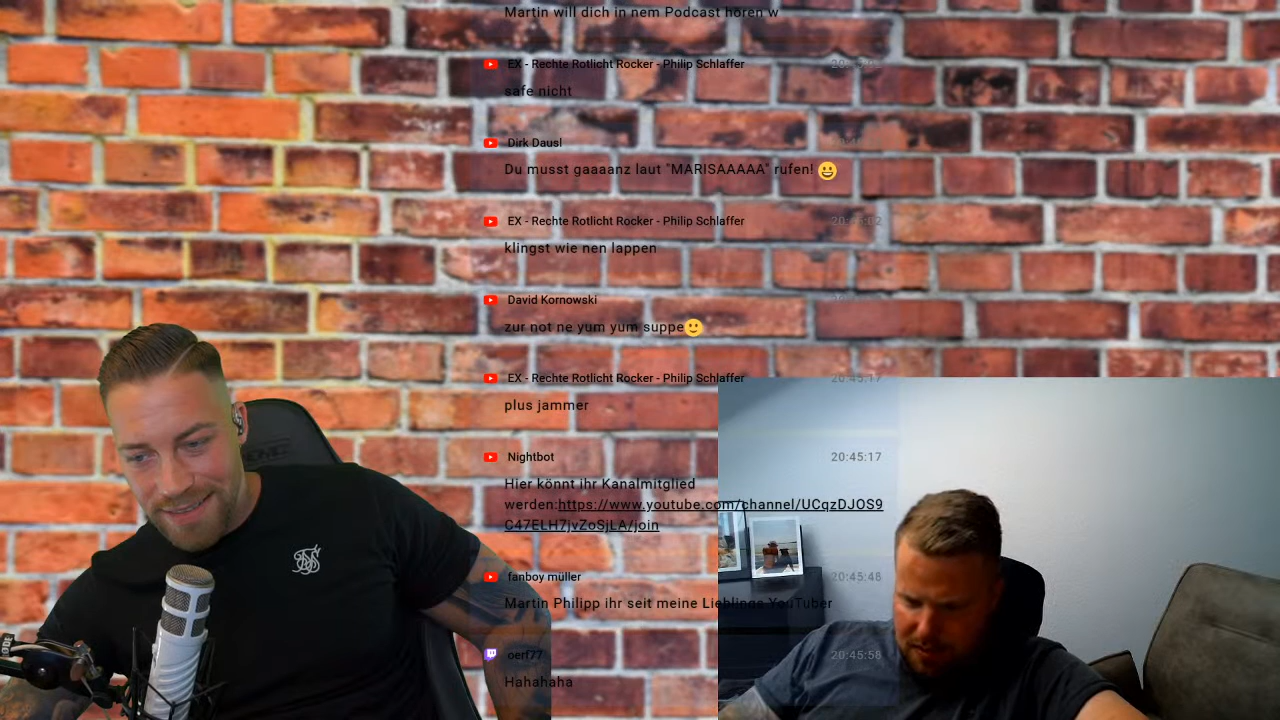 Martin will dich in nem Podcast hören w
EX - Rechte Rotlicht Rocker - Philip Schlaffer
safe nicht
Dirk Dausl
Du musst gaaaanz laut "MARISAAAAA" rufen! 😀
EX - Rechte Rotlicht Rocker - Philip Schlaffer
klingst wie nen lappen
David Kornowski
zur not ne yum yum suppe🙂
EX - Rechte Rotlicht Rocker - Philip Schlaffer 20:45:17
plus jammer
Nightbot 20:45:17
Hier könnt ihr Kanalmitglied
werden:https://www.youtube.com/channel/UCqzDJOS9
C47ELH7jvZoSjLA/join
fanboy müller 20:45:48
Martin Philipp ihr seit meine Lieblings YouTuber
oerf77 20:45:58
Hahahaha